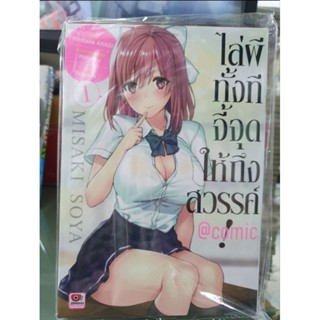 1
MISAKI SOYA
ไล่ผี
ทั้งที
จี้จุด
ให้ถึง
สวรรค์
!
@comic